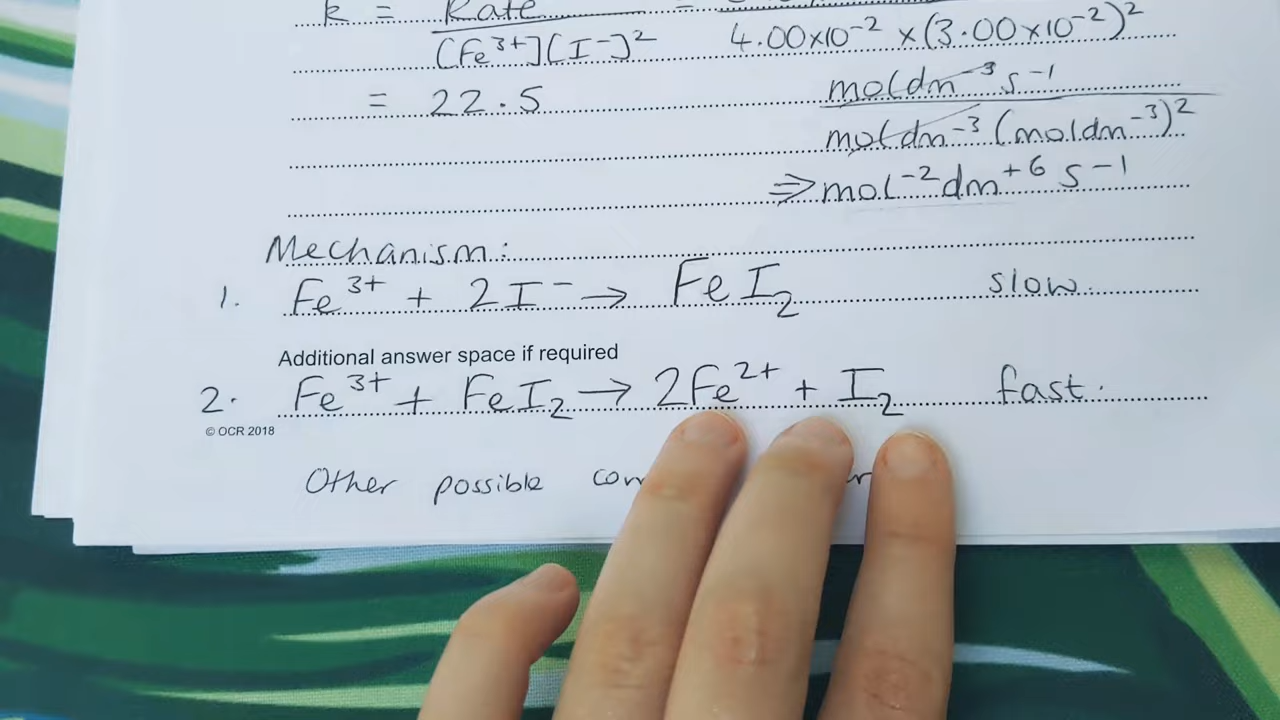 k = Rate =
[Fe³⁺][I⁻]² 4.00×10⁻² × (3.00×10⁻²)²
= 22.5 moldm⁻³ s⁻¹
moldm⁻³ (moldm⁻³)²
⇒ mol⁻² dm⁺⁶ s⁻¹
Mechanism:
1. Fe³⁺ + 2I⁻ → FeI₂ slow.
Additional answer space if required
2. Fe³⁺ + FeI₂ → 2Fe²⁺ + I₂ fast.
© OCR 2018
Other possible